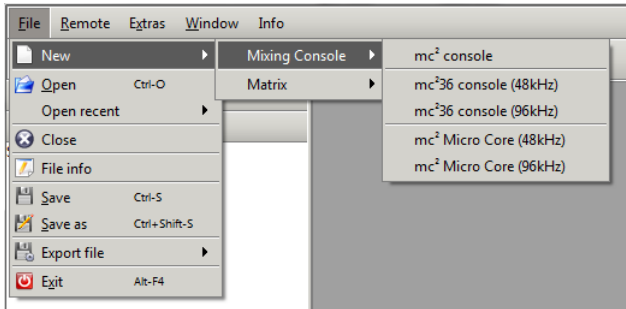 File Remote Extras Window Info
New Mixing Console mc² console
Open Ctrl-O Matrix mc²36 console (48kHz)
Open recent mc²36 console (96kHz)
Close mc² Micro Core (48kHz)
File info mc² Micro Core (96kHz)
Save Ctrl-S
Save as Ctrl+Shift-S
Export file
Exit Alt-F4